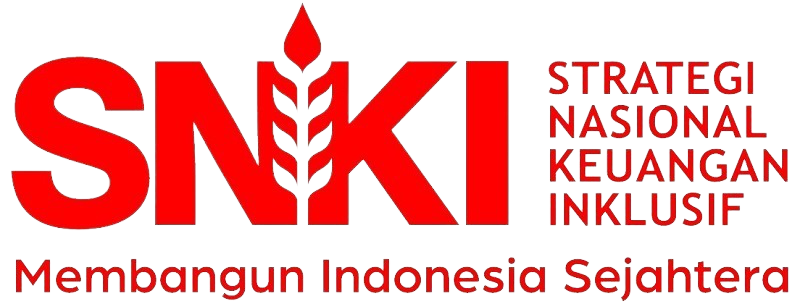 SNKI
STRATEGI
NASIONAL
KEUANGAN
INKLUSIF
Membangun Indonesia Sejahtera